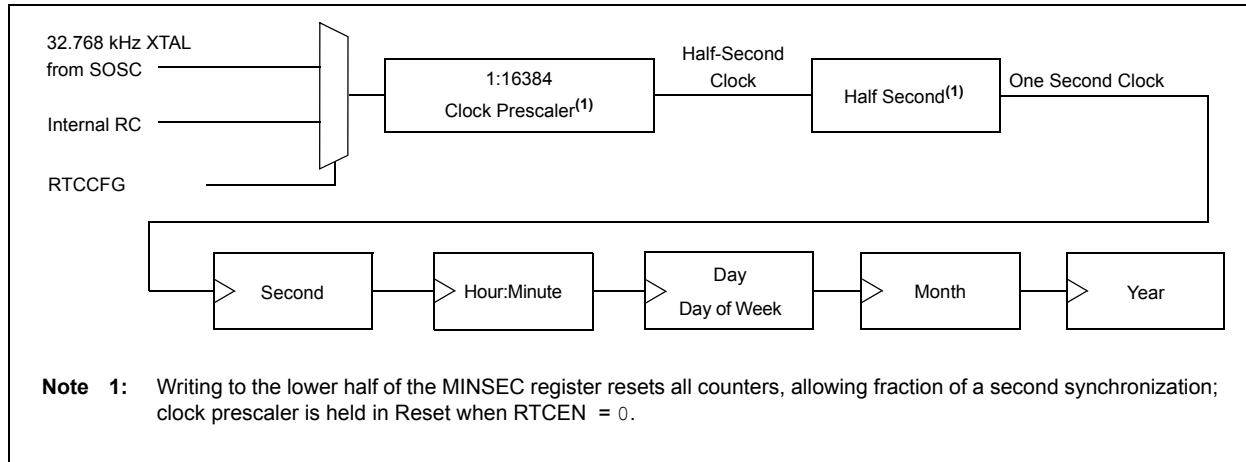 32.768 kHz XTAL
from SOSC
Internal RC
RTCCFG
1:16384
Clock Prescaler(1)
Half-Second
Clock
Half Second(1)
One Second Clock
Second
Hour:Minute
Day
Day of Week
Month
Year
Note 1: Writing to the lower half of the MINSEC register resets all counters, allowing fraction of a second synchronization;
clock prescaler is held in Reset when RTCEN = 0.